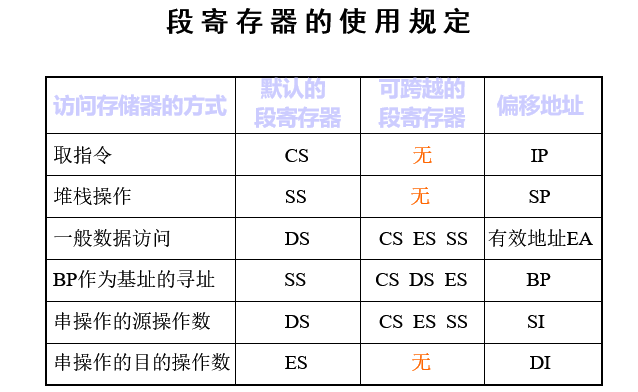 段寄存器的使用规定
访问存储器的方式 默认的段寄存器 可跨越的段寄存器 偏移地址
取指令 CS 无 IP
堆栈操作 SS 无 SP
一般数据访问 DS CS ES SS 有效地址EA
BP作为基址的寻址 SS CS DS ES BP
串操作的源操作数 DS CS ES SS SI
串操作的目的操作数 ES 无 DI